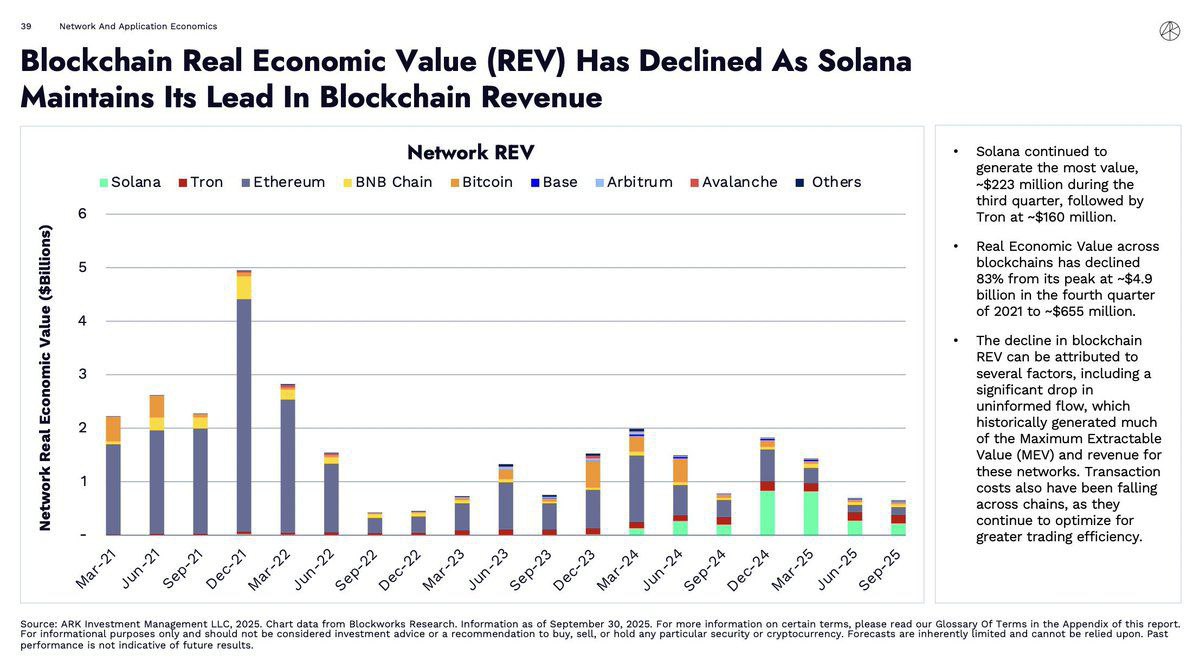 39 Network And Application Economics
Blockchain Real Economic Value (REV) Has Declined As Solana
Maintains Its Lead In Blockchain Revenue
Network REV
Solana Tron Ethereum BNB Chain Bitcoin Base Arbitrum Avalanche Others
Network Real Economic Value ($Billions)
6
5
4
3
2
1
-
Mar-21 Jun-21 Sep-21 Dec-21 Mar-22 Jun-22 Sep-22 Dec-22 Mar-23 Jun-23 Sep-23 Dec-23 Mar-24 Jun-24 Sep-24 Dec-24 Mar-25 Jun-25 Sep-25
• Solana continued to
generate the most value,
~$223 million during the
third quarter, followed by
Tron at ~$160 million.
• Real Economic Value across
blockchains has declined
83% from its peak at ~$4.9
billion in the fourth quarter
of 2021 to ~$655 million.
• The decline in blockchain
REV can be attributed to
several factors, including a
significant drop in
uninformed flow, which
historically generated much
of the Maximum Extractable
Value (MEV) and revenue for
these networks. Transaction
costs also have been falling
across chains, as they
continue to optimize for
greater trading efficiency.
Source: ARK Investment Management LLC, 2025. Chart data from Blockworks Research. Information as of September 30, 2025. For more information on certain terms, please read our Glossary Of Terms in the Appendix of this report.
For informational purposes only and should not be considered investment advice or a recommendation to buy, sell, or hold any particular security or cryptocurrency. Forecasts are inherently limited and cannot be relied upon. Past
performance is not indicative of future results.